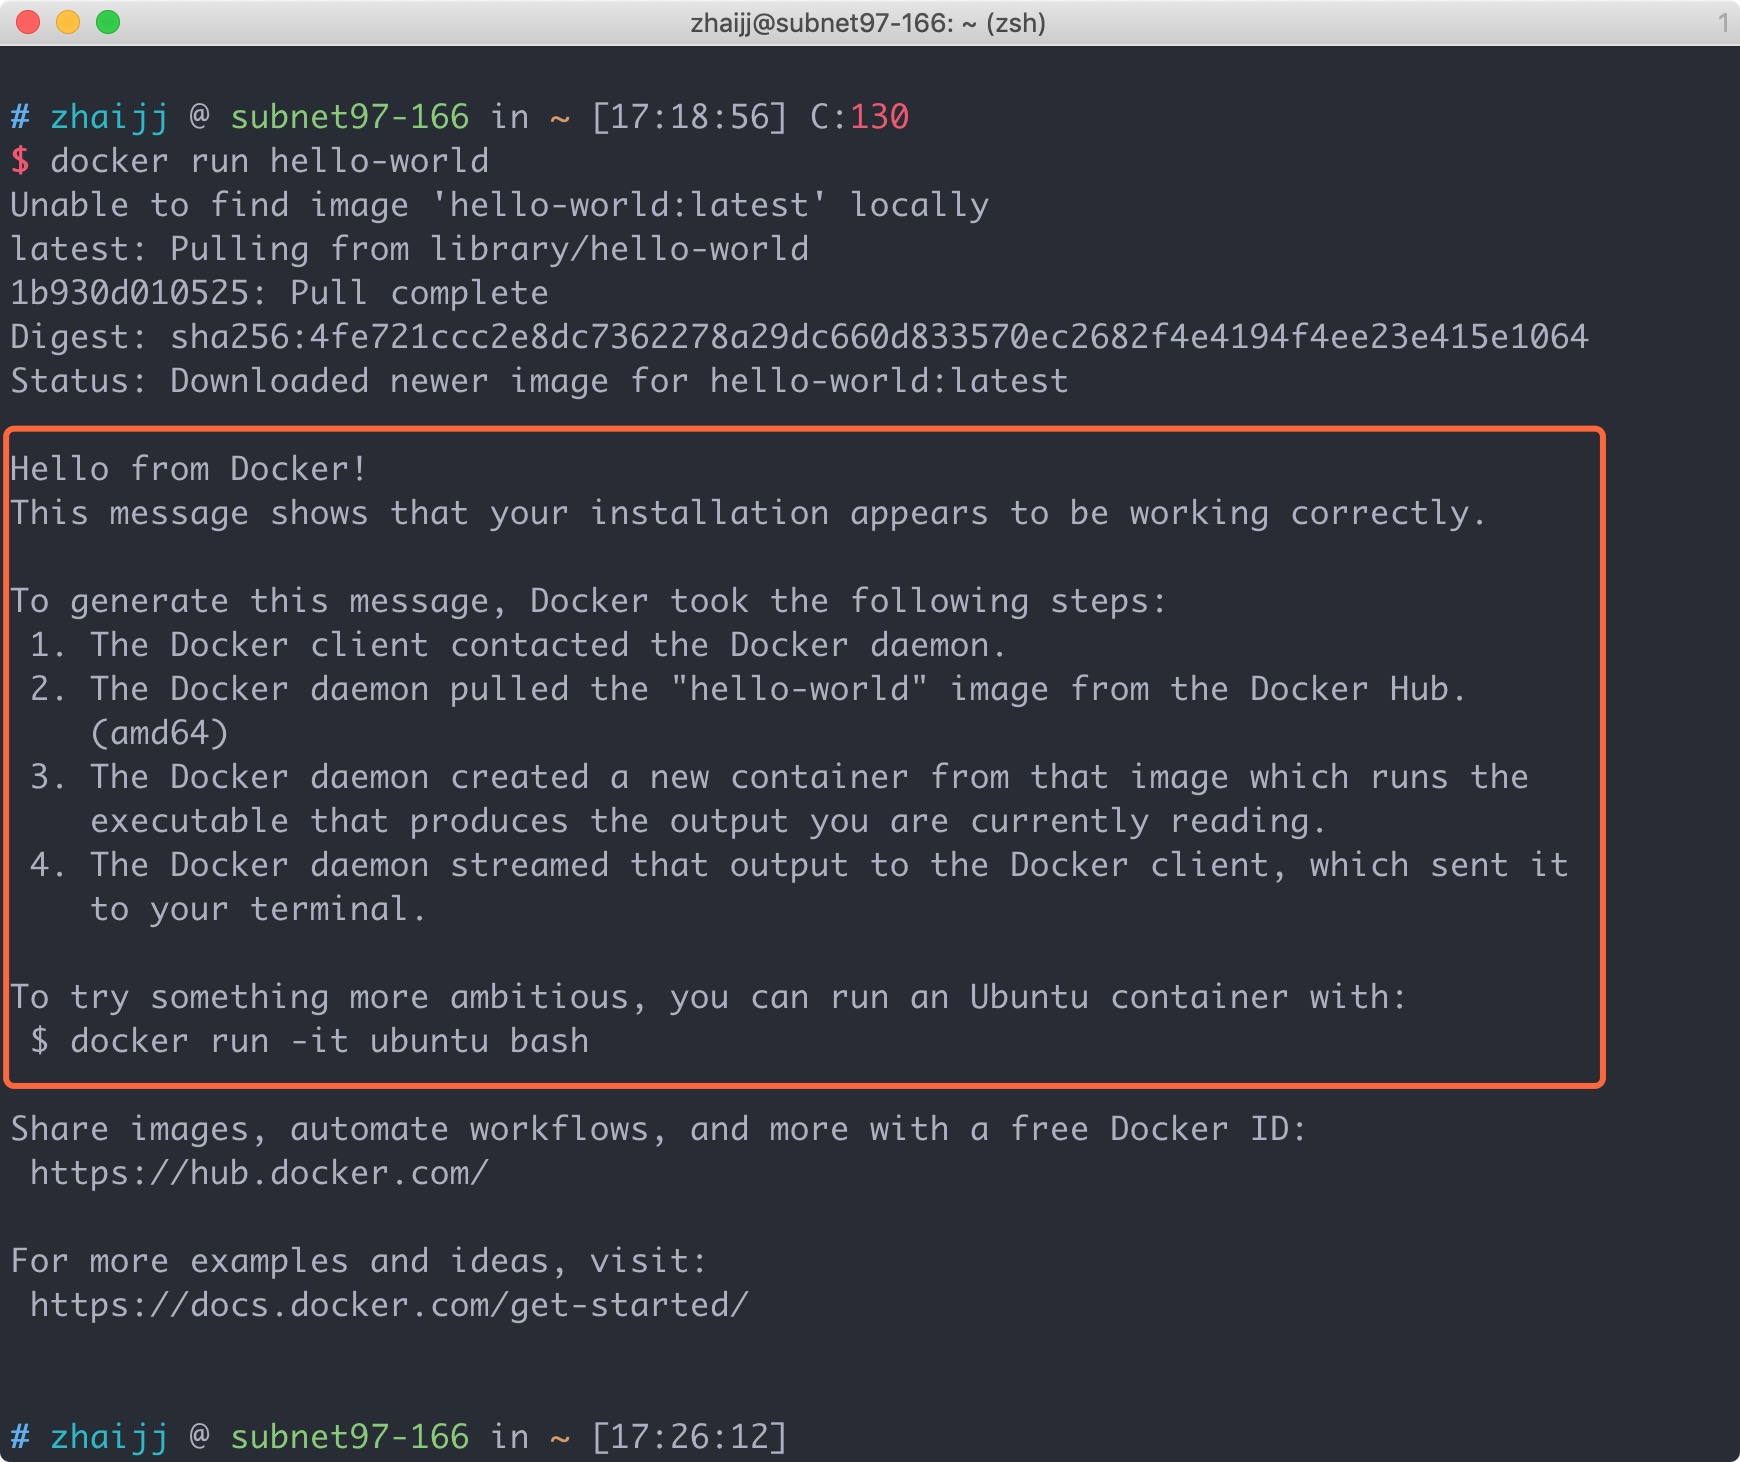 zhaijj@subnet97-166: ~ (zsh)
1
# zhaijj @ subnet97-166 in ~ [17:18:56] C:130
$ docker run hello-world
Unable to find image 'hello-world:latest' locally
latest: Pulling from library/hello-world
1b930d010525: Pull complete
Digest: sha256:4fe721ccc2e8dc7362278a29dc660d833570ec2682f4e4194f4ee23e415e1064
Status: Downloaded newer image for hello-world:latest
Hello from Docker!
This message shows that your installation appears to be working correctly.
To generate this message, Docker took the following steps:
1. The Docker client contacted the Docker daemon.
2. The Docker daemon pulled the "hello-world" image from the Docker Hub.
(amd64)
3. The Docker daemon created a new container from that image which runs the
executable that produces the output you are currently reading.
4. The Docker daemon streamed that output to the Docker client, which sent it
to your terminal.
To try something more ambitious, you can run an Ubuntu container with:
$ docker run -it ubuntu bash
Share images, automate workflows, and more with a free Docker ID:
https://hub.docker.com/
For more examples and ideas, visit:
https://docs.docker.com/get-started/
# zhaijj @ subnet97-166 in ~ [17:26:12]